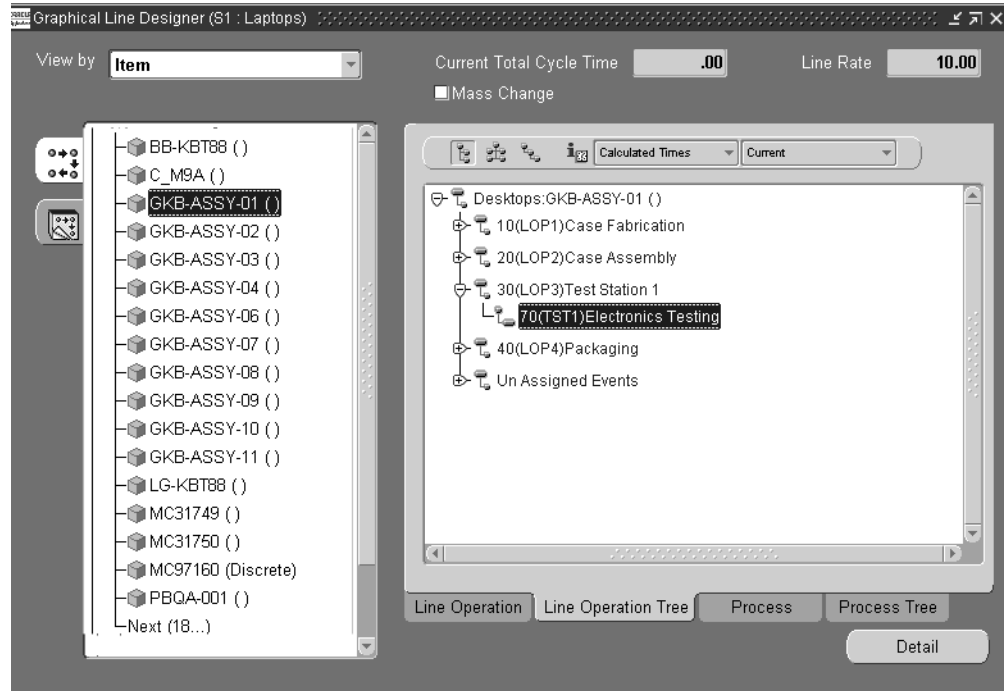 Graphical Line Designer (S1 : Laptops)
View by Item
Current Total Cycle Time .00 Line Rate 10.00
Mass Change
BB-KBT88 ( )
C_M9A ( )
GKB-ASSY-01 ( )
GKB-ASSY-02 ( )
GKB-ASSY-03 ( )
GKB-ASSY-04 ( )
GKB-ASSY-06 ( )
GKB-ASSY-07 ( )
GKB-ASSY-08 ( )
GKB-ASSY-09 ( )
GKB-ASSY-10 ( )
GKB-ASSY-11 ( )
LG-KBT88 ( )
MC31749 ( )
MC31750 ( )
MC97160 (Discrete)
PBQA-001 ( )
Next (18...)
Calculated Times Current
Desktops:GKB-ASSY-01 ( )
10(LOP1)Case Fabrication
20(LOP2)Case Assembly
30(LOP3)Test Station 1
70(TST1)Electronics Testing
40(LOP4)Packaging
Un Assigned Events
Line Operation Line Operation Tree Process Process Tree
Detail